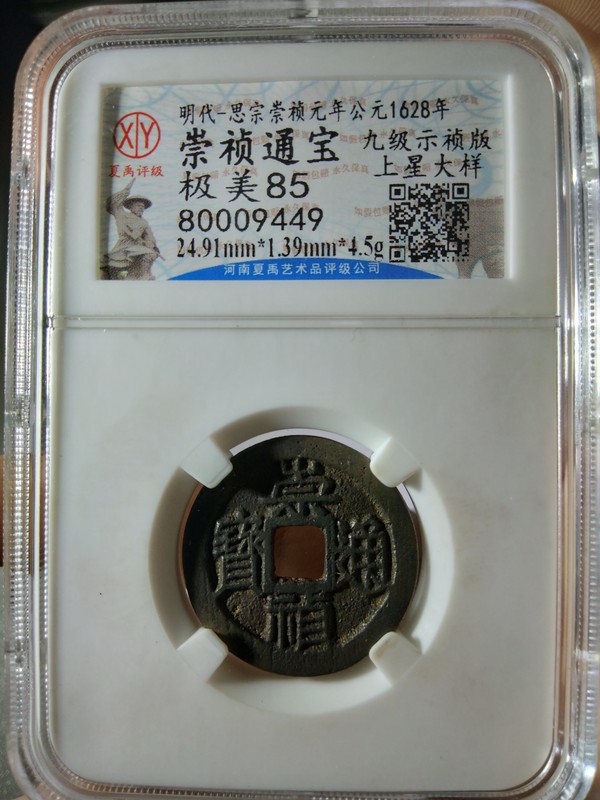 明代-思宗崇祯元年公元1628年
XY
夏禹评级
崇祯通宝
九级示祯版
极美85
上星大样
80009449
24.91mm*1.39mm*4.5g
河南夏禹艺术品评级公司
崇
寶 通
禎